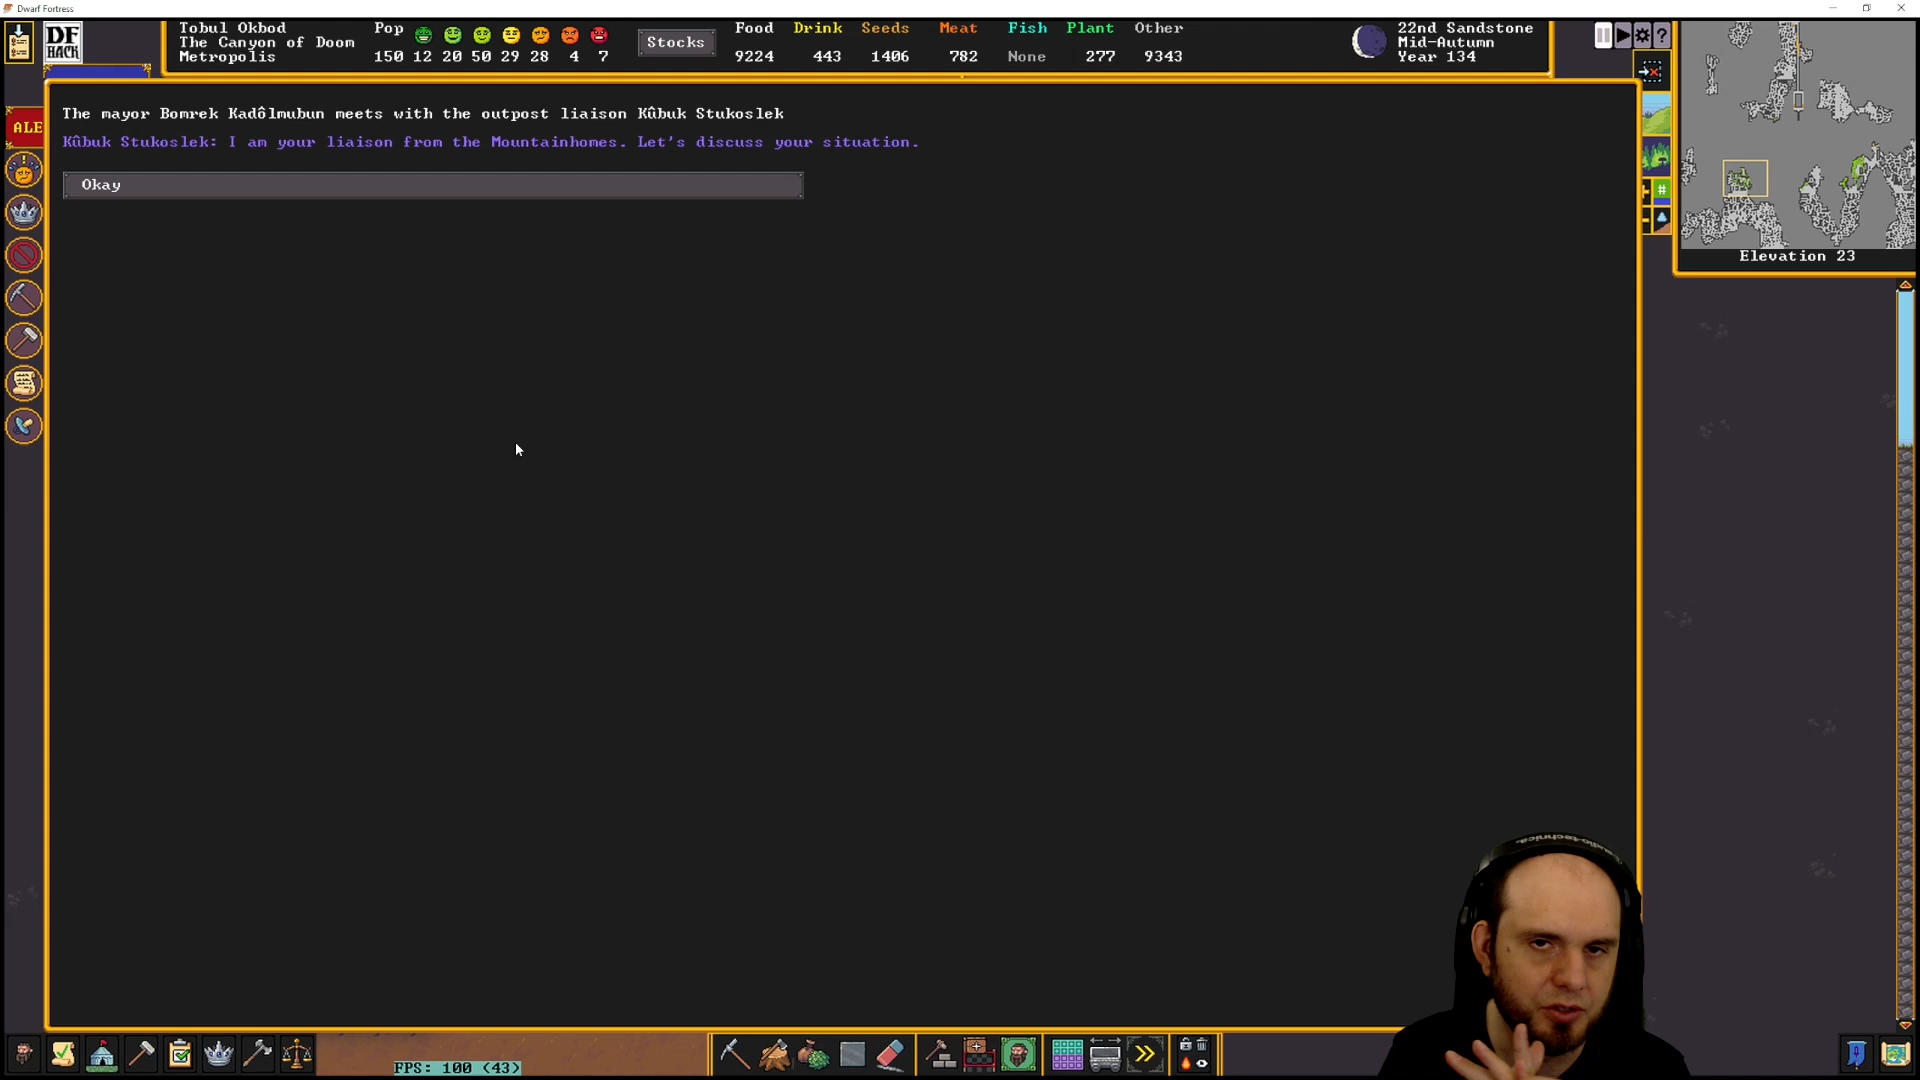 Dwarf Fortress
DF
HACK
Tobul Okbod
The Canyon of Doom
Metropolis
Pop
150 12 20 50 29 28 4 7
Stocks
Food Drink Seeds Meat Fish Plant Other
9224 443 1406 782 None 277 9343
22nd Sandstone
Mid-Autumn
Year 134
?
ALE
The mayor Bomrek Kadôlmubun meets with the outpost liaison Kûbuk Stukoslek
Kûbuk Stukoslek: I am your liaison from the Mountainhomes. Let's discuss your situation.
Okay
#
Elevation 23
FPS: 100 (43)
audio-technica